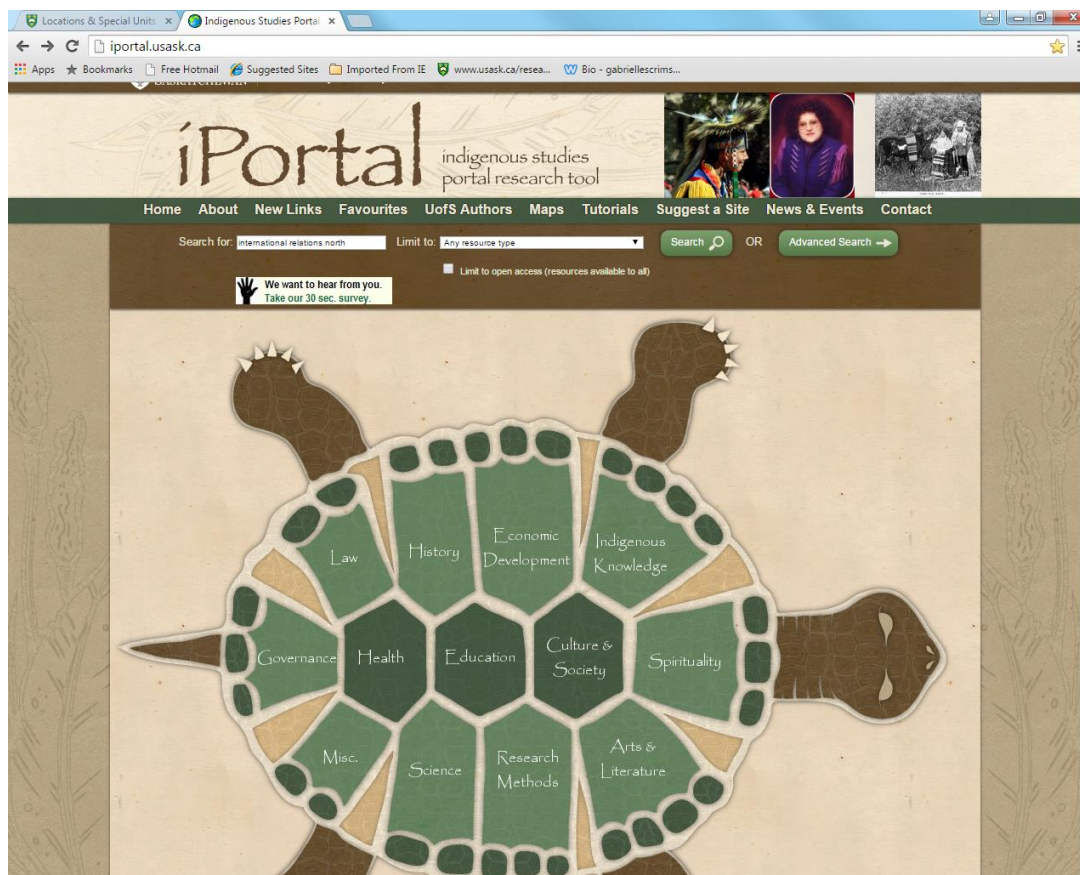 Locations & Special Units
Indigenous Studies Portal
iportal.usask.ca
Apps Bookmarks Free Hotmail Suggested Sites Imported From IE www.usask.ca/resea... Bio - gabriellescrims...
SASKATCHEWAN
iPortal
indigenous studies
portal research tool
Home About New Links Favourites UofS Authors Maps Tutorials Suggest a Site News & Events Contact
Search for: international relations north Limit to: Any resource type Search OR Advanced Search
Limit to open access (resources available to all)
We want to hear from you.
Take our 30 sec. survey.
Law
History
Economic
Development
Indigenous
Knowledge
Governance
Health
Education
Culture &
Society
Spirituality
Misc.
Science
Research
Methods
Arts &
Literature